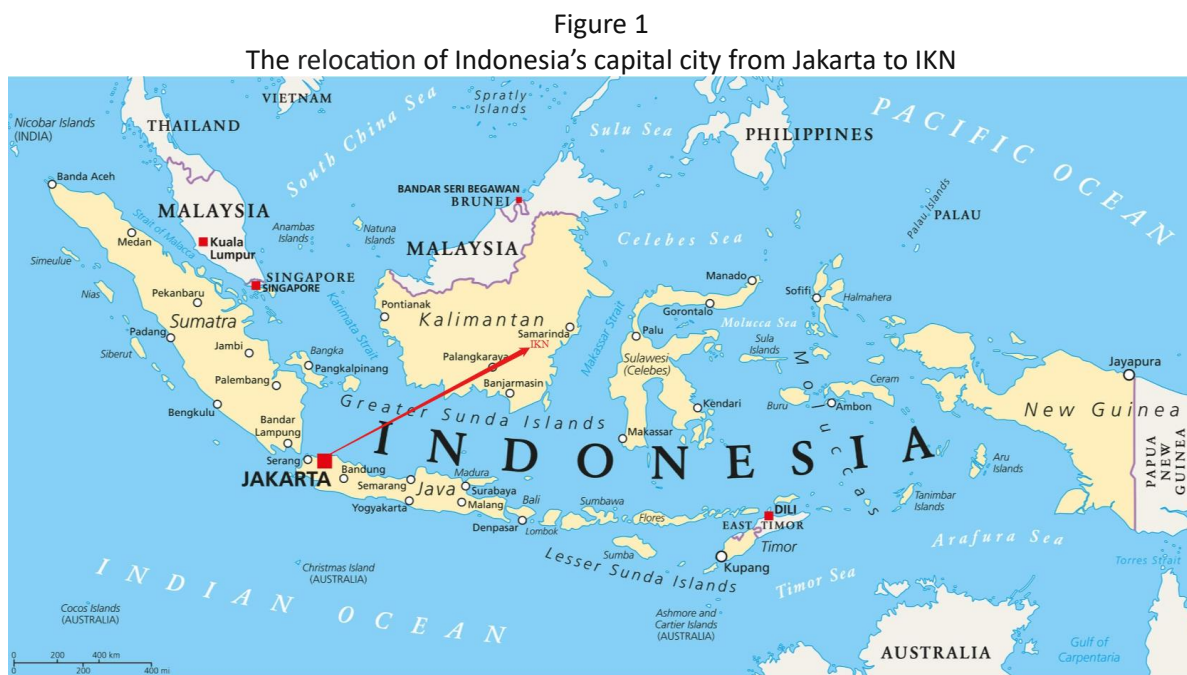 Figure 1
The relocation of Indonesia's capital city from Jakarta to IKN
VIETNAM
Spratly
Islands
Nicobar Islands
(INDIA)
THAILAND
South China Sea
Sulu Sea
PHILIPPINES
PACIFIC OCEAN
Banda Aceh
BANDAR SERI BEGAWAN
BRUNEI
MALAYSIA
Strait of Malacca
Anambas
Islands
Natuna
Islands
Palau Islands
PALAU
Medan
Kuala
Lumpur
MALAYSIA
Celebes Sea
Simeulue
SINGAPORE
SINGAPORE
Manado
Nias
Pekanbaru
Karimata Strait
Pontianak
Kalimantan
Makassar Strait
Gorontalo
Sofifi
Halmahera
Sumatra
Padang
Samarinda
IKN
Molucca Sea
Palu
Siberut
Jambi
Bangka
Pangkalpinang
Palangkaraya
Sulawesi
(Celebes)
Sula
Islands
Moluccas
Jayapura
Palembang
Banjarmasin
Ceram
Bengkulu
Greater Sunda Islands
Kendari
Buru
Ambon
New Guinea
Bandar
Lampung
Makassar
INDONESIA
PAPUA
NEW
GUINEA
Serang
JAKARTA
Bandung
Madura
Aru
Islands
Semarang
Java
Surabaya
Yogyakarta
Malang
Bali
Sumbawa
Tanimbar
Islands
Denpasar
Lombok
Flores
DILI
EAST TIMOR
Arafura Sea
Lesser Sunda Islands
Sumba
Timor
Kupang
Torres Strait
INDIAN OCEAN
Christmas Island
(AUSTRALIA)
Timor Sea
Cocos Islands
(AUSTRALIA)
Ashmore and
Cartier Islands
(AUSTRALIA)
AUSTRALIA
Gulf of
Carpentaria
0 200 400 km
0 200 400 mi